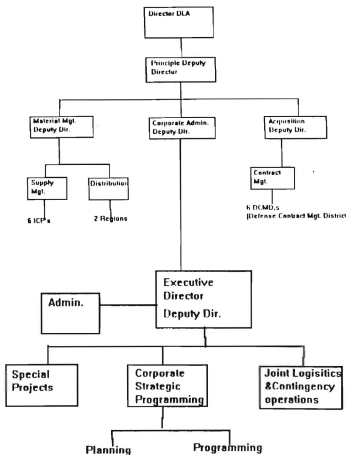 Director DLA
Principle Deputy
Director
Material Mgt.
Deputy Dir.
Corporate Admin.
Deputy Dir.
Acquisition
Deputy Dir.
Supply
Mgt.
Distribution
Contract
Mgt.
6 ICP's
2 Regions
6 DCMD,s
(Defense Contract Mgt. District
Executive
Director
Deputy Dir.
Admin.
Special
Projects
Corporate
Strategic
Programming
Joint Logisitics
&Contingency
operations
Planning
Programming